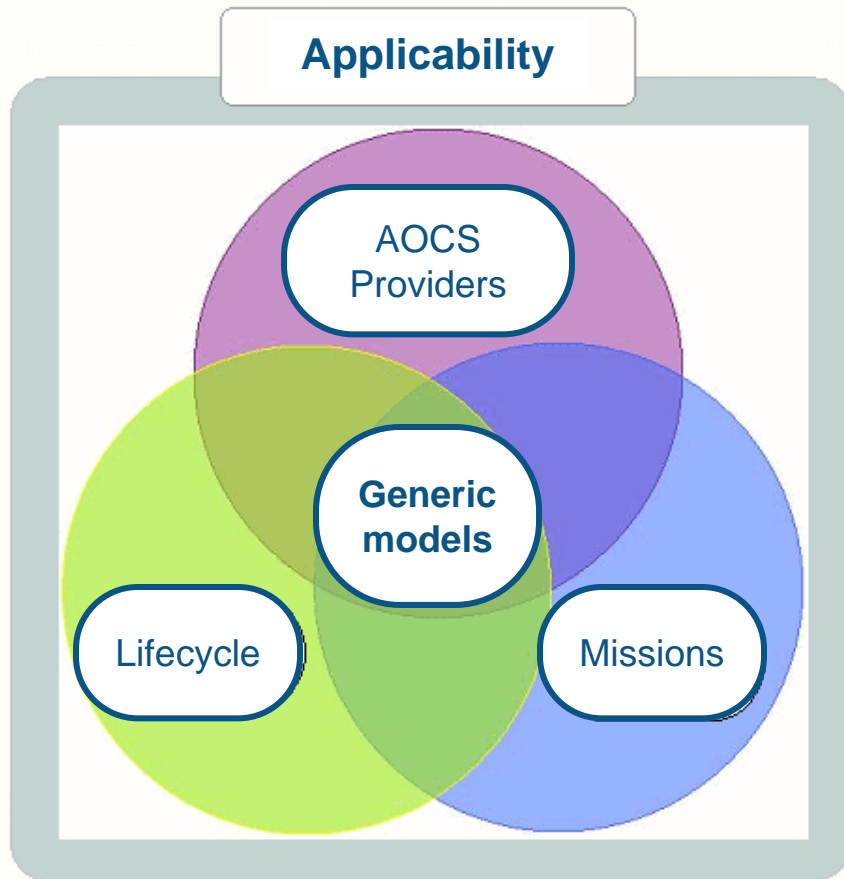 Applicability
AOCS
Providers
Generic
models
Lifecycle
Missions